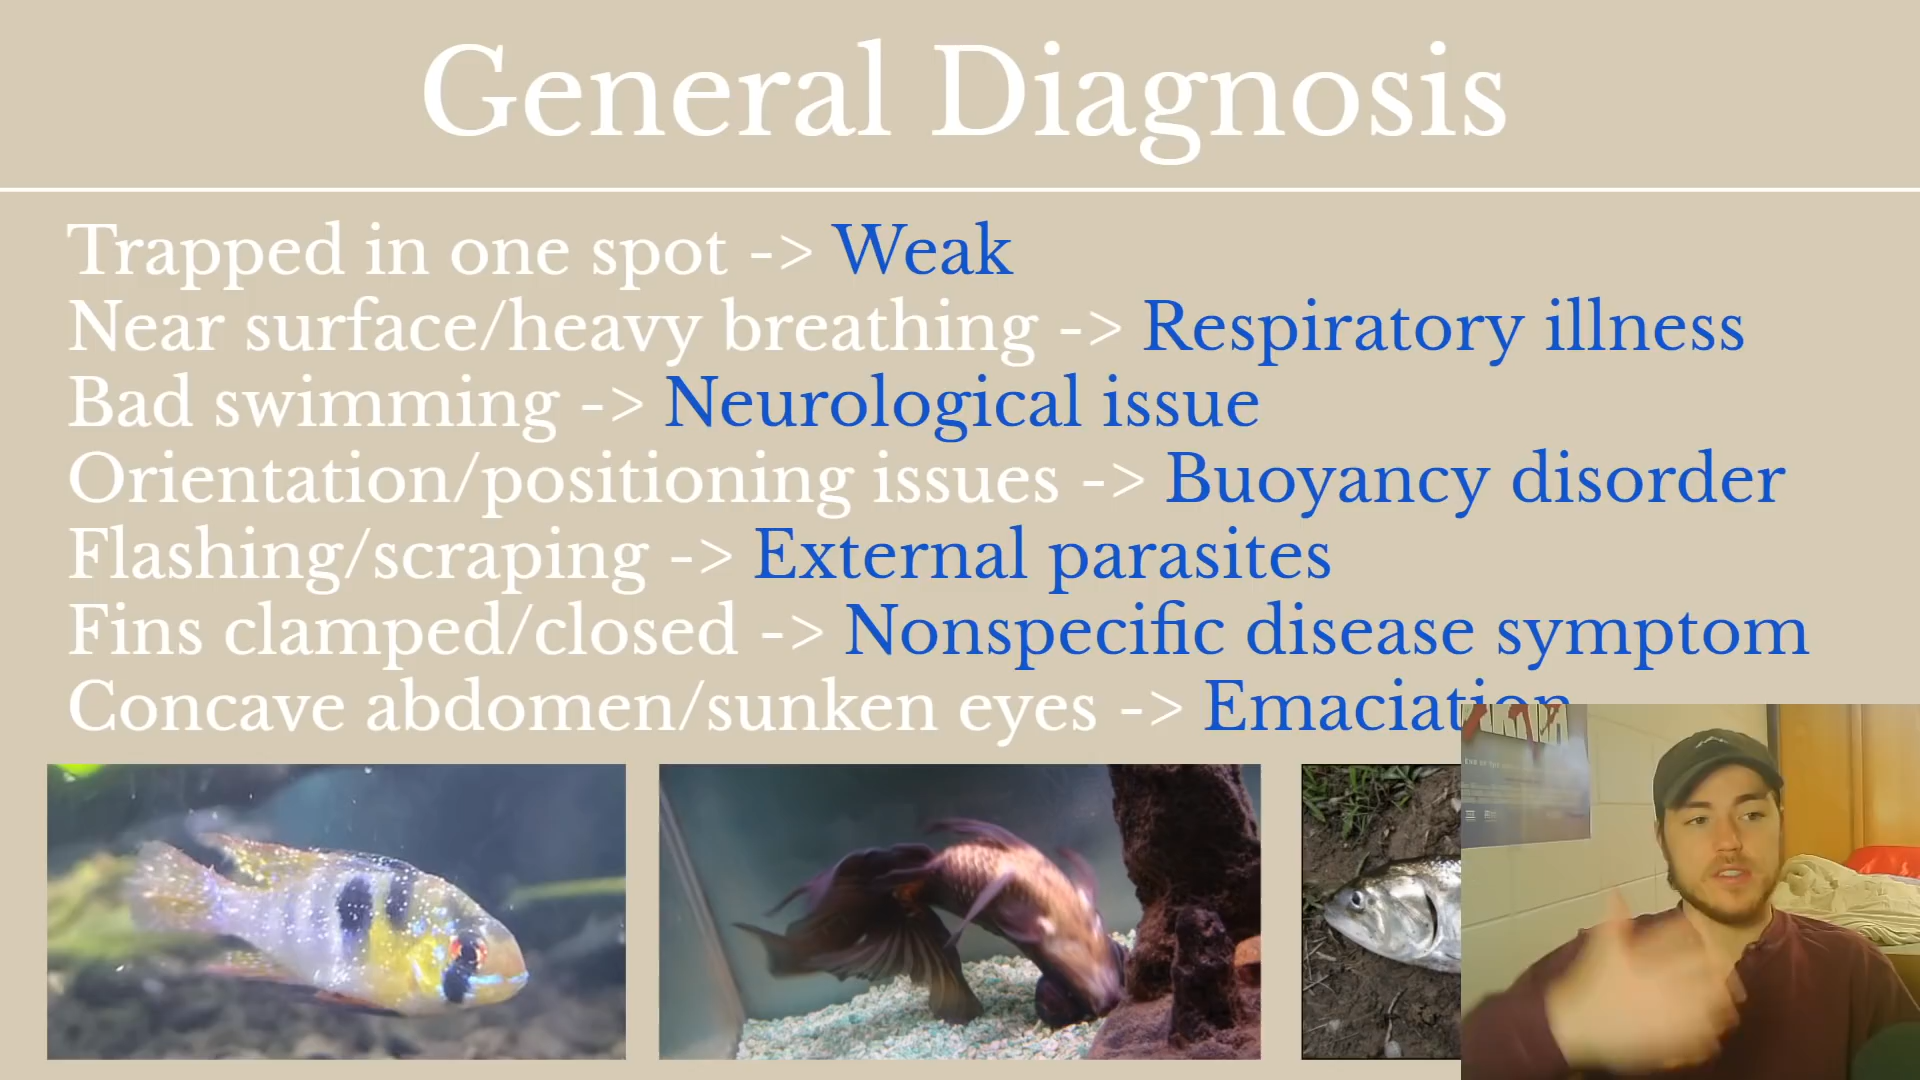 General Diagnosis
Trapped in one spot -> Weak
Near surface/heavy breathing -> Respiratory illness
Bad swimming -> Neurological issue
Orientation/positioning issues -> Buoyancy disorder
Flashing/scraping -> External parasites
Fins clamped/closed -> Nonspecific disease symptom
Concave abdomen/sunken eyes -> Emaciation